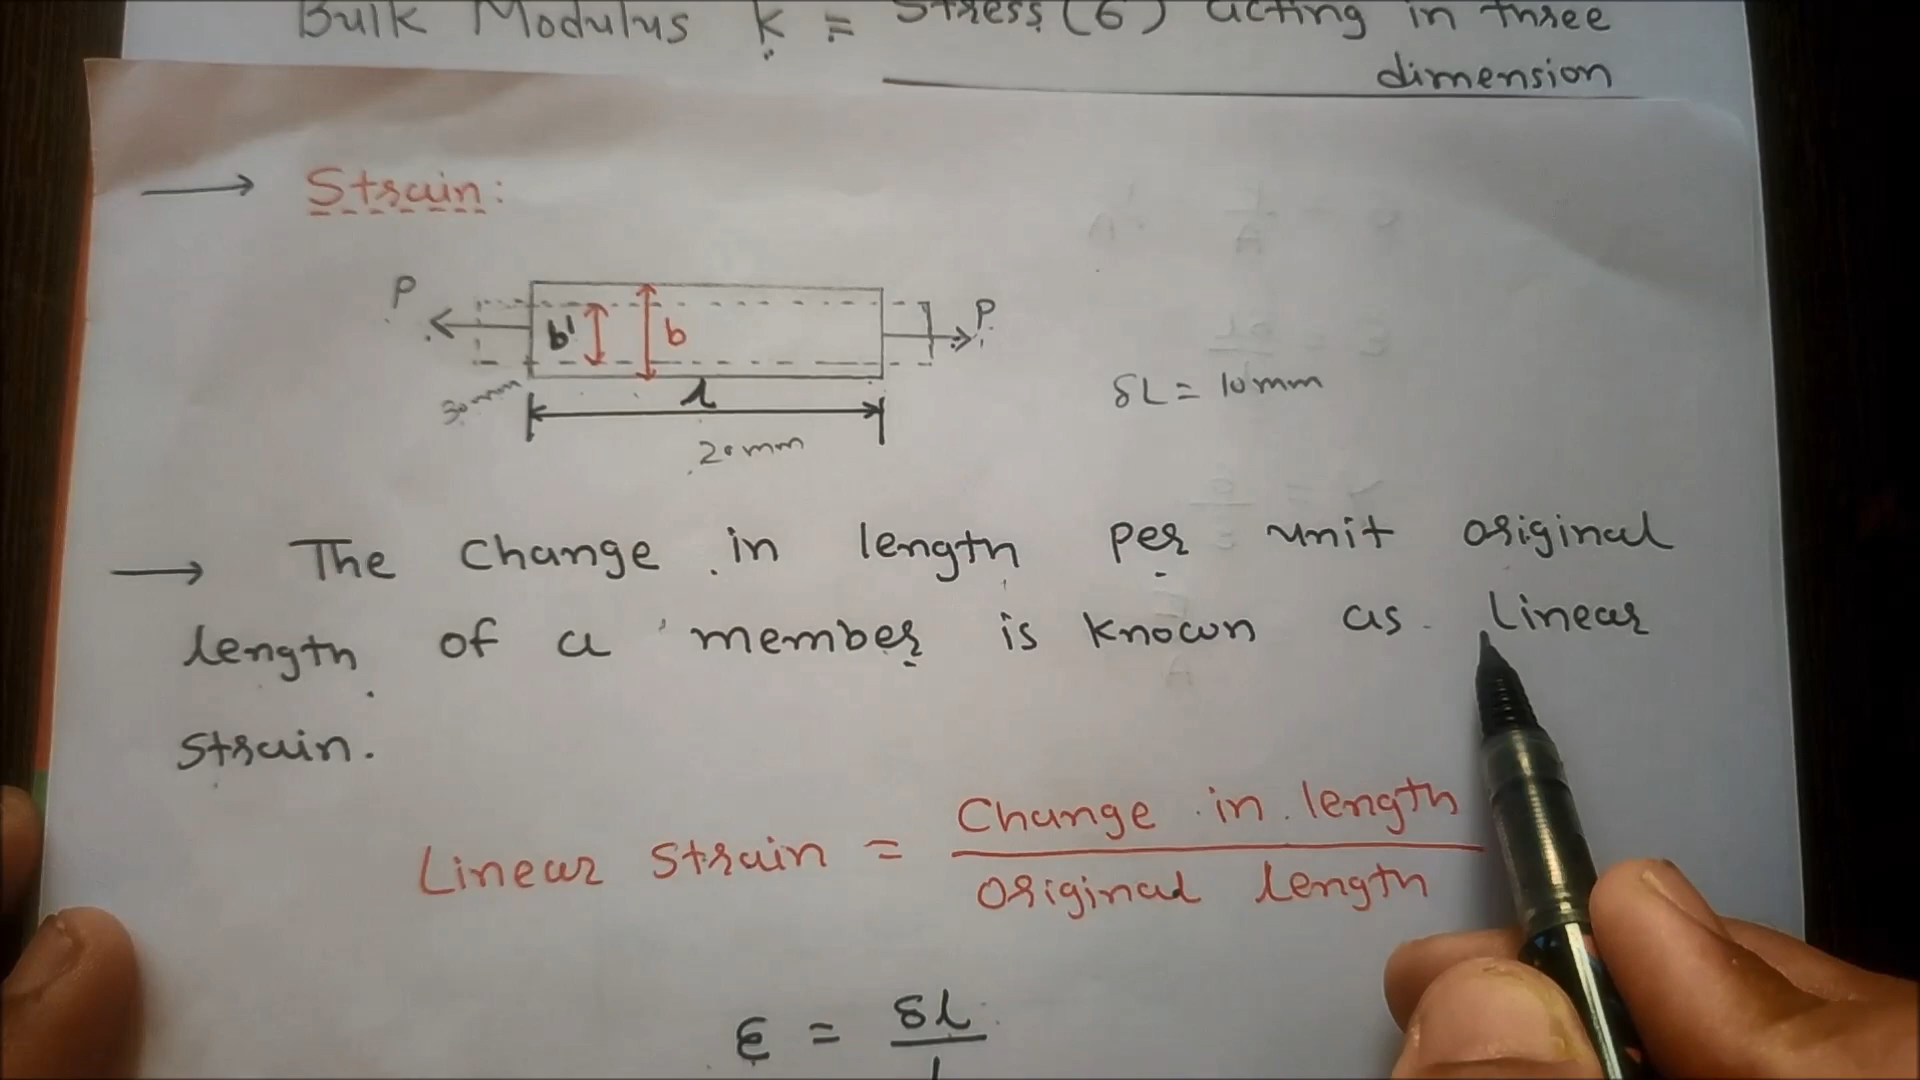 Bulk Modulus k = Stress (6) acting in three
dimension
→ Strain:
P
b'
b
P
30mm
l
20mm
δL = 10mm
→ The change in length per unit original
length of a member is known as linear
strain.
Linear strain = Change in length
original length
ε = δl
l